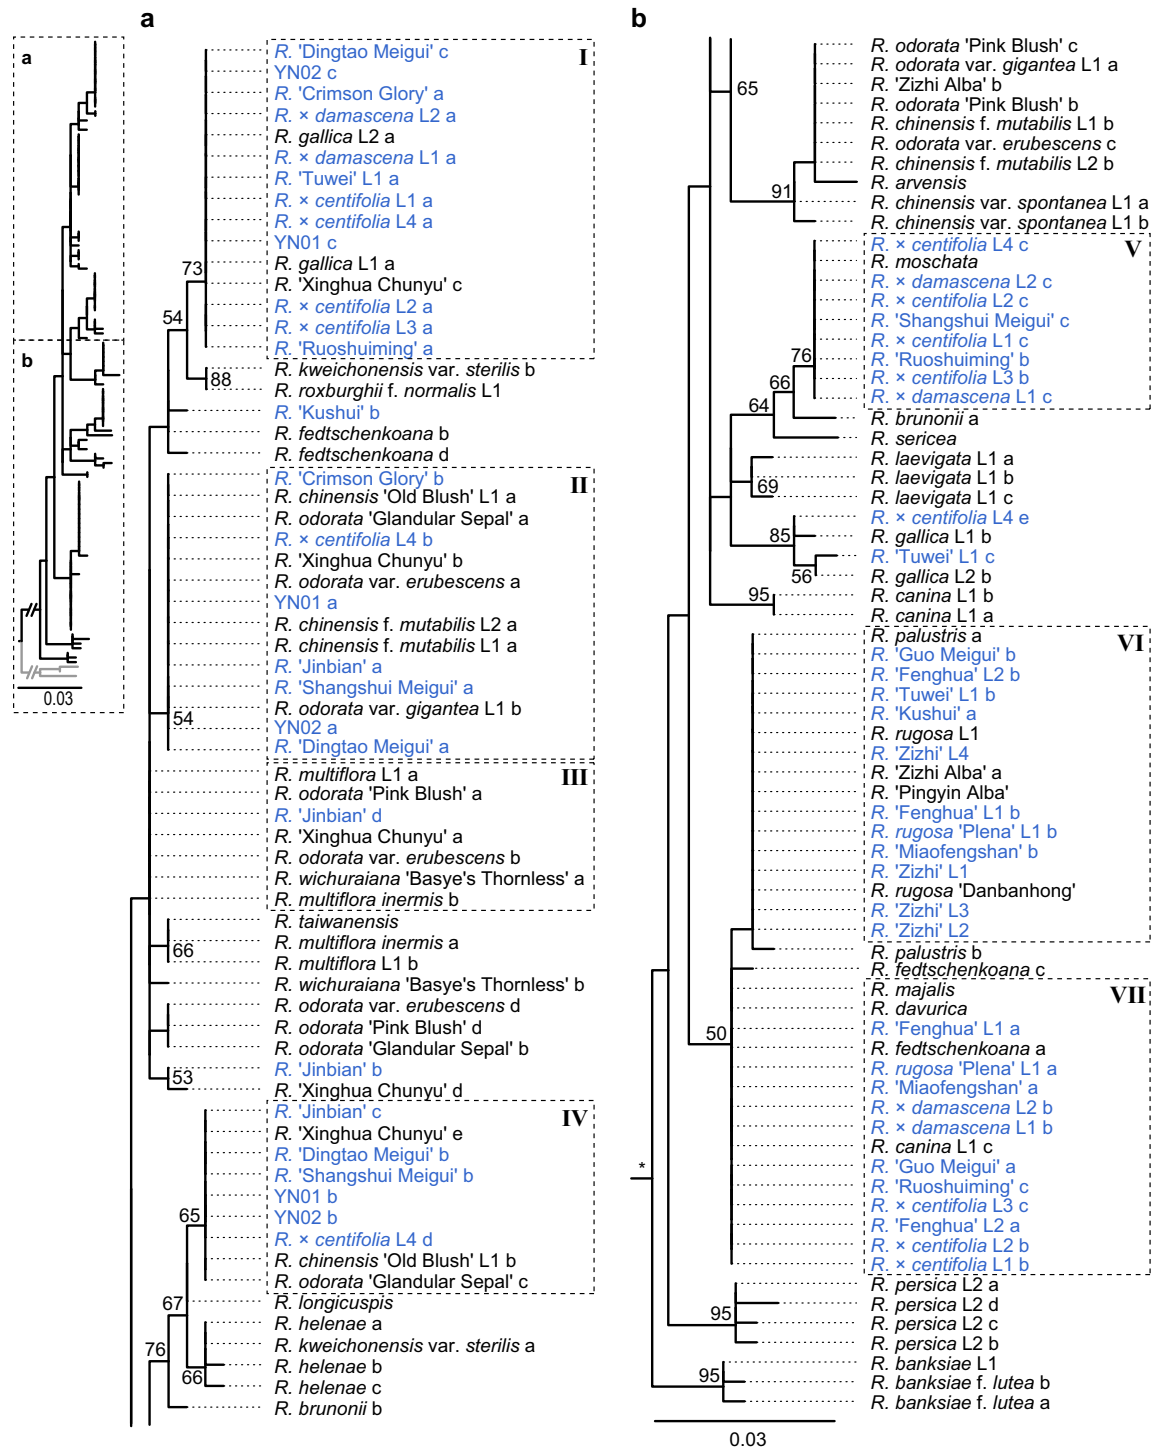 a
b
0.03
a
R. 'Dingtao Meigui' c
I
YN02 c
R. 'Crimson Glory' a
R. × damascena L2 a
R. gallica L2 a
R. × damascena L1 a
R. 'Tuwei' L1 a
R. × centifolia L1 a
R. × centifolia L4 a
YN01 c
R. gallica L1 a
73
R. 'Xinghua Chunyu' c
R. × centifolia L2 a
54
R. × centifolia L3 a
R. 'Ruoshuiming' a
R. kweichonensis var. sterilis b
88
R. roxburghii f. normalis L1
R. 'Kushui' b
R. fedtschenkoana b
R. fedtschenkoana d
R. 'Crimson Glory' b
II
R. chinensis 'Old Blush' L1 a
R. odorata 'Glandular Sepal' a
R. × centifolia L4 b
R. 'Xinghua Chunyu' b
R. odorata var. erubescens a
YN01 a
R. chinensis f. mutabilis L2 a
R. chinensis f. mutabilis L1 a
R. 'Jinbian' a
R. 'Shangshui Meigui' a
R. odorata var. gigantea L1 b
54
YN02 a
R. 'Dingtao Meigui' a
R. multiflora L1 a
III
R. odorata 'Pink Blush' a
R. 'Jinbian' d
R. 'Xinghua Chunyu' a
R. odorata var. erubescens b
R. wichuraiana 'Basye's Thornless' a
R. multiflora inermis b
R. taiwanensis
66
R. multiflora inermis a
R. multiflora L1 b
R. wichuraiana 'Basye's Thornless' b
R. odorata var. erubescens d
R. odorata 'Pink Blush' d
R. odorata 'Glandular Sepal' b
R. 'Jinbian' b
53
R. 'Xinghua Chunyu' d
R. 'Jinbian' c
IV
R. 'Xinghua Chunyu' e
R. 'Dingtao Meigui' b
R. 'Shangshui Meigui' b
YN01 b
65
YN02 b
R. × centifolia L4 d
R. chinensis 'Old Blush' L1 b
R. odorata 'Glandular Sepal' c
67
R. longicuspis
R. helenae a
76
R. kweichonensis var. sterilis a
66
R. helenae b
R. helenae c
R. brunonii b
b
R. odorata 'Pink Blush' c
R. odorata var. gigantea L1 a
65
R. 'Zizhi Alba' b
R. odorata 'Pink Blush' b
R. chinensis f. mutabilis L1 b
R. odorata var. erubescens c
R. chinensis f. mutabilis L2 b
R. arvensis
91
R. chinensis var. spontanea L1 a
R. chinensis var. spontanea L1 b
R. × centifolia L4 c
V
R. moschata
R. × damascena L2 c
R. × centifolia L2 c
R. 'Shangshui Meigui' c
R. × centifolia L1 c
76
R. 'Ruoshuiming' b
66
R. × centifolia L3 b
R. × damascena L1 c
64
R. brunonii a
R. sericea
R. laevigata L1 a
R. laevigata L1 b
69
R. laevigata L1 c
R. × centifolia L4 e
85
R. gallica L1 b
R. 'Tuwei' L1 c
56
R. gallica L2 b
95
R. canina L1 b
R. canina L1 a
R. palustris a
VI
R. 'Guo Meigui' b
R. 'Fenghua' L2 b
R. 'Tuwei' L1 b
R. 'Kushui' a
R. rugosa L1
R. 'Zizhi' L4
R. 'Zizhi Alba' a
R. 'Pingyin Alba'
R. 'Fenghua' L1 b
R. rugosa 'Plena' L1 b
R. 'Miaofengshan' b
R. 'Zizhi' L1
R. rugosa 'Danbanhong'
R. 'Zizhi' L3
R. 'Zizhi' L2
R. palustris b
R. fedtschenkoana c
R. majalis
VII
R. davurica
R. 'Fenghua' L1 a
50
R. fedtschenkoana a
R. rugosa 'Plena' L1 a
R. 'Miaofengshan' a
R. × damascena L2 b
R. × damascena L1 b
R. canina L1 c
*
R. 'Guo Meigui' a
R. 'Ruoshuiming' c
R. × centifolia L3 c
R. 'Fenghua' L2 a
R. × centifolia L2 b
R. × centifolia L1 b
R. persica L2 a
R. persica L2 d
95
R. persica L2 c
R. persica L2 b
R. banksiae L1
95
R. banksiae f. lutea b
R. banksiae f. lutea a
0.03